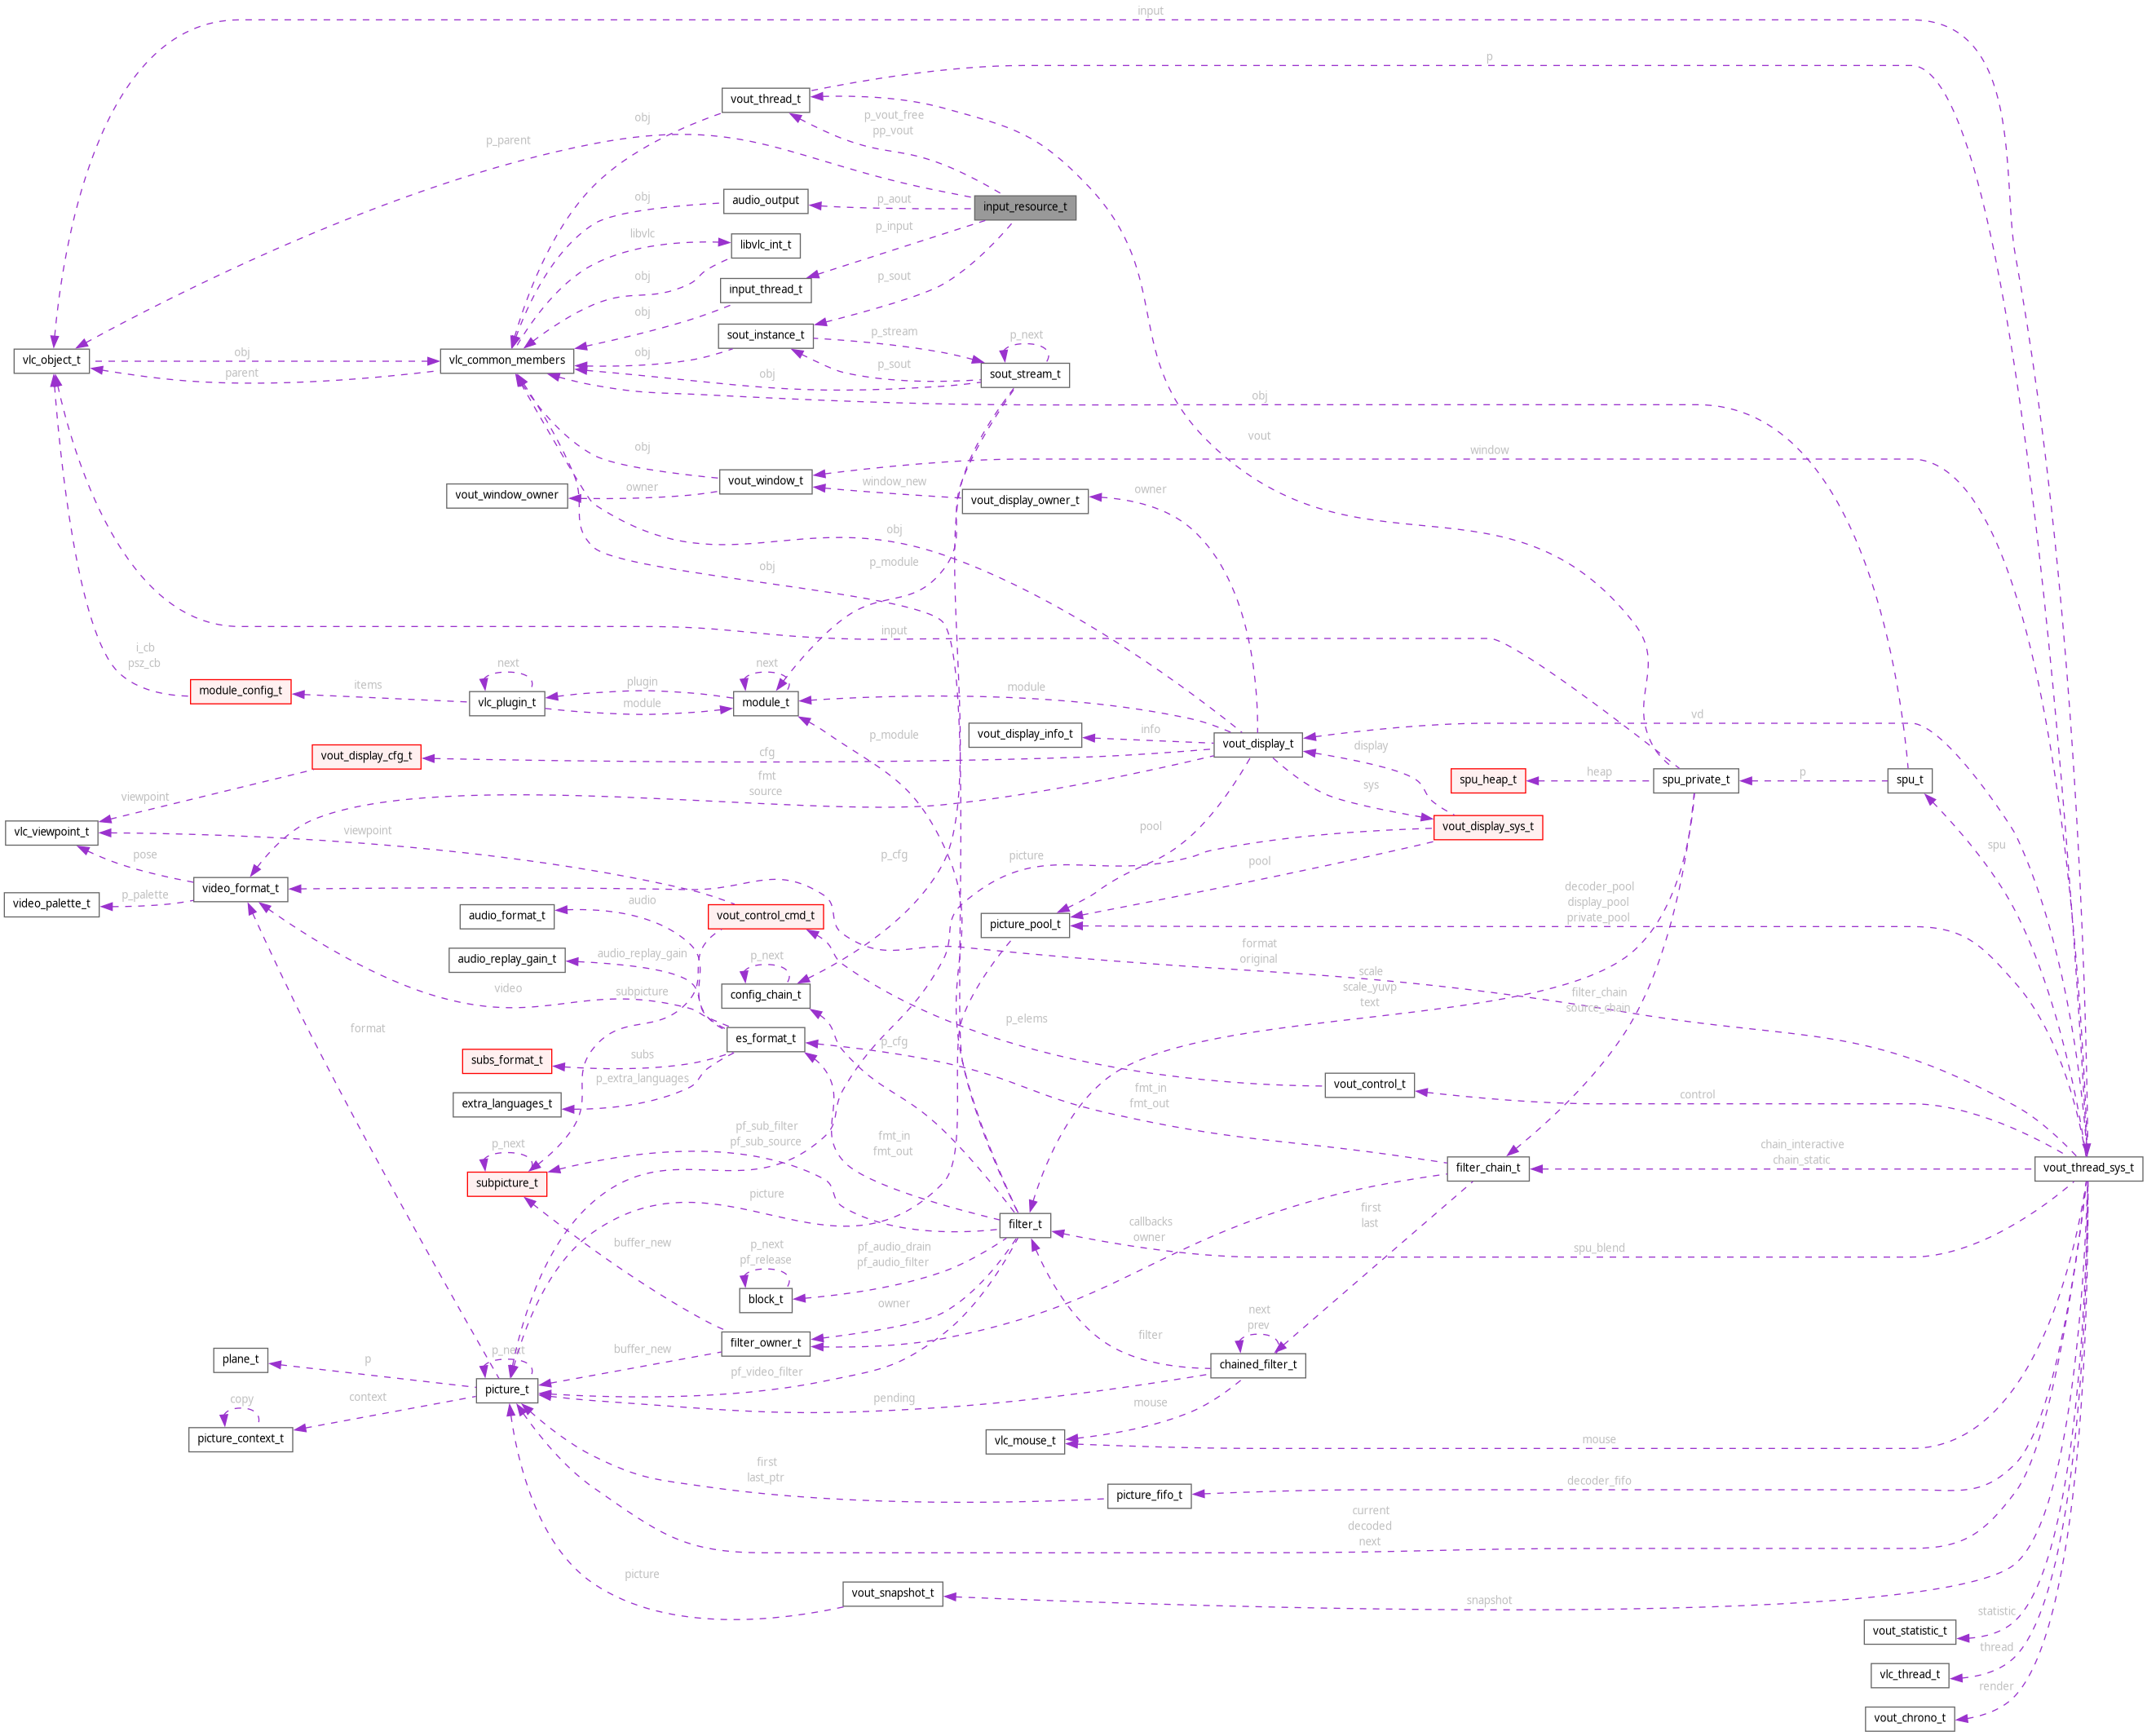 input
p
vout_thread_t
p_vout_free
pp_vout
obj
p_parent
audio_output
obj
p_aout
input_resource_t
libvlc
libvlc_int_t
p_input
obj
p_sout
input_thread_t
obj
sout_instance_t
p_stream
p_next
vlc_object_t
obj
parent
vlc_common_members
obj
p_sout
obj
sout_stream_t
obj
vout
window
obj
vout_window_t
window_new
owner
vout_window_owner
owner
vout_display_owner_t
obj
obj
p_module
input
i_cb
psz_cb
module_config_t
items
next
vlc_plugin_t
plugin
module
next
module_t
module
vd
p_module
vout_display_info_t
info
vout_display_t
display
vout_display_cfg_t
cfg
fmt
source
sys
spu_heap_t
heap
spu_private_t
p
spu_t
viewpoint
vlc_viewpoint_t
viewpoint
pool
vout_display_sys_t
spu
pose
p_cfg
picture
pool
video_format_t
p_palette
video_palette_t
audio_format_t
audio
vout_control_cmd_t
picture_pool_t
decoder_pool
display_pool
private_pool
audio_replay_gain_t
audio_replay_gain
p_next
format
original
video
subpicture
config_chain_t
scale
scale_yuvp
text
filter_chain
source_chain
format
es_format_t
p_elems
p_cfg
subs_format_t
subs
p_extra_languages
extra_languages_t
vout_control_t
control
fmt_in
fmt_out
pf_sub_filter
pf_sub_source
fmt_in
fmt_out
p_next
subpicture_t
picture
filter_chain_t
chain_interactive
chain_static
vout_thread_sys_t
filter_t
callbacks
owner
first
last
spu_blend
buffer_new
p_next
pf_release
pf_audio_drain
pf_audio_filter
block_t
owner
next
prev
filter_owner_t
filter
buffer_new
plane_t
p
p_next
pf_video_filter
chained_filter_t
picture_t
pending
copy
context
picture_context_t
mouse
vlc_mouse_t
mouse
first
last_ptr
picture_fifo_t
decoder_fifo
current
decoded
next
picture
vout_snapshot_t
snapshot
statistic
vout_statistic_t
thread
vlc_thread_t
render
vout_chrono_t